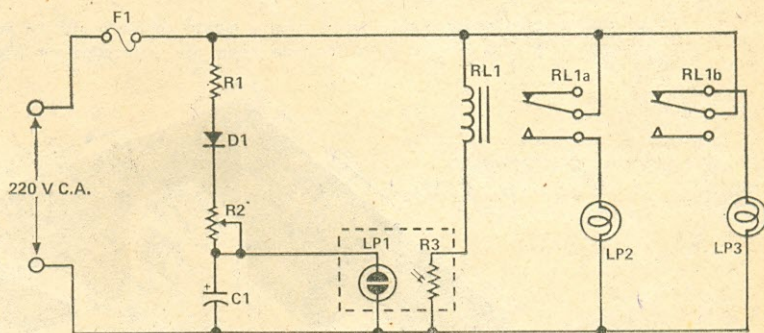 F1
R1
RL1
RL1a
RL1b
D1
220 V C.A.
R2
LP1
R3
C1
LP2
LP3